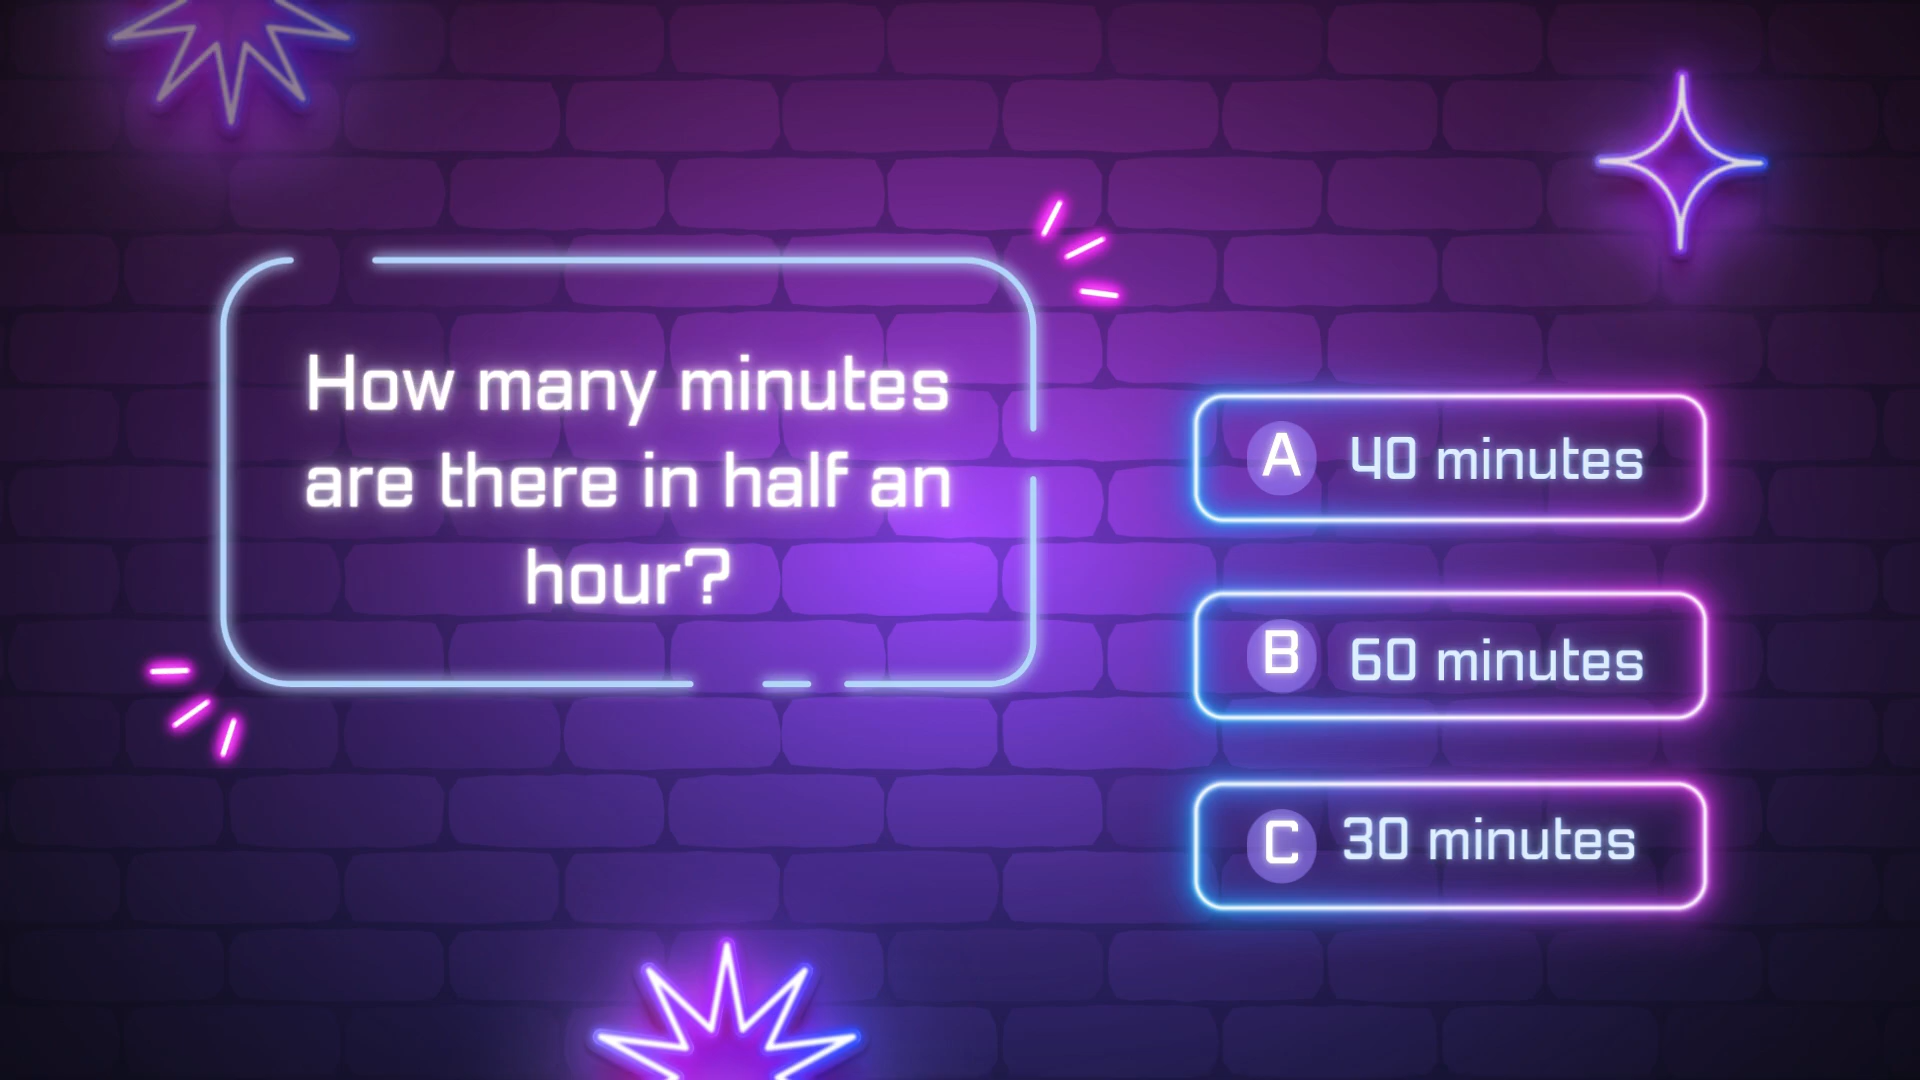 How many minutes
are there in half an
hour?
A 40 minutes
B 60 minutes
C 30 minutes